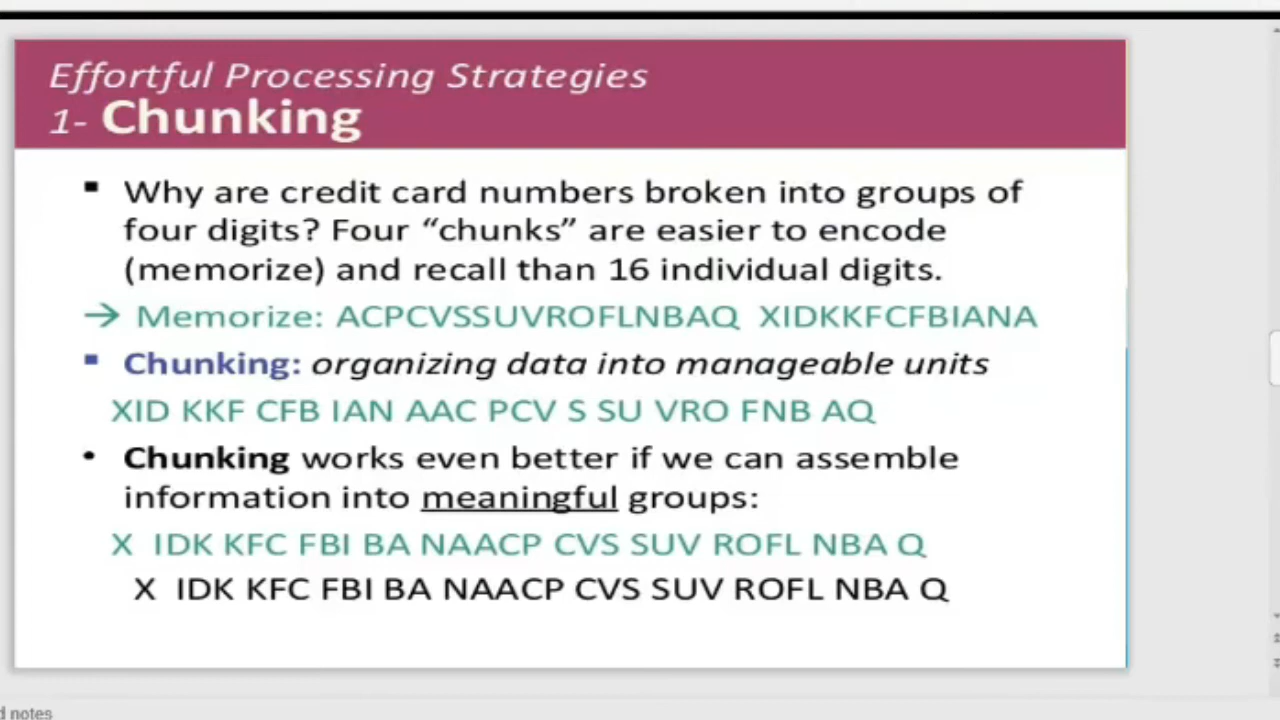 Effortful Processing Strategies
1- Chunking
▪ Why are credit card numbers broken into groups of
four digits? Four “chunks” are easier to encode
(memorize) and recall than 16 individual digits.
→ Memorize: ACPCVSSUVROFLNBAQ XIDKKFCFBIANA
▪ Chunking: organizing data into manageable units
XID KKF CFB IAN AAC PCV S SU VRO FNB AQ
• Chunking works even better if we can assemble
information into meaningful groups:
X IDK KFC FBI BA NAACP CVS SUV ROFL NBA Q
X IDK KFC FBI BA NAACP CVS SUV ROFL NBA Q
d notes